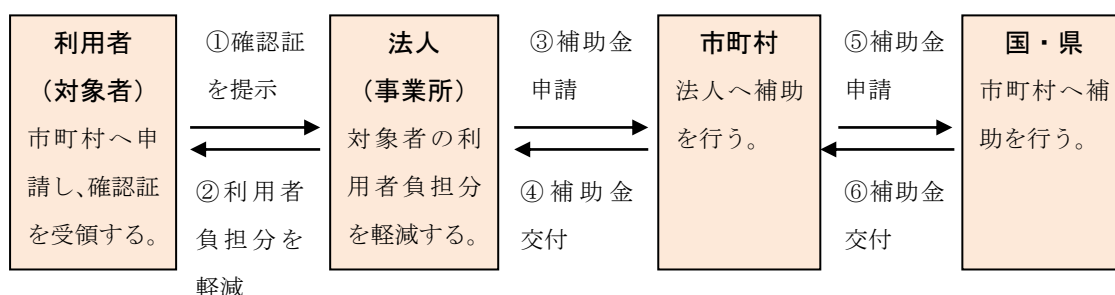 利用者
(対象者)
市町村へ申
請し、確認証
を受領する。
①確認証
を提示
②利用者
負担分を
軽減
法人
(事業所)
対象者の利
用者負担分
を軽減する。
③補助金
申請
④補助金
交付
市町村
法人へ補助
を行う。
⑤補助金
申請
⑥補助金
交付
国・県
市町村へ補
助を行う。